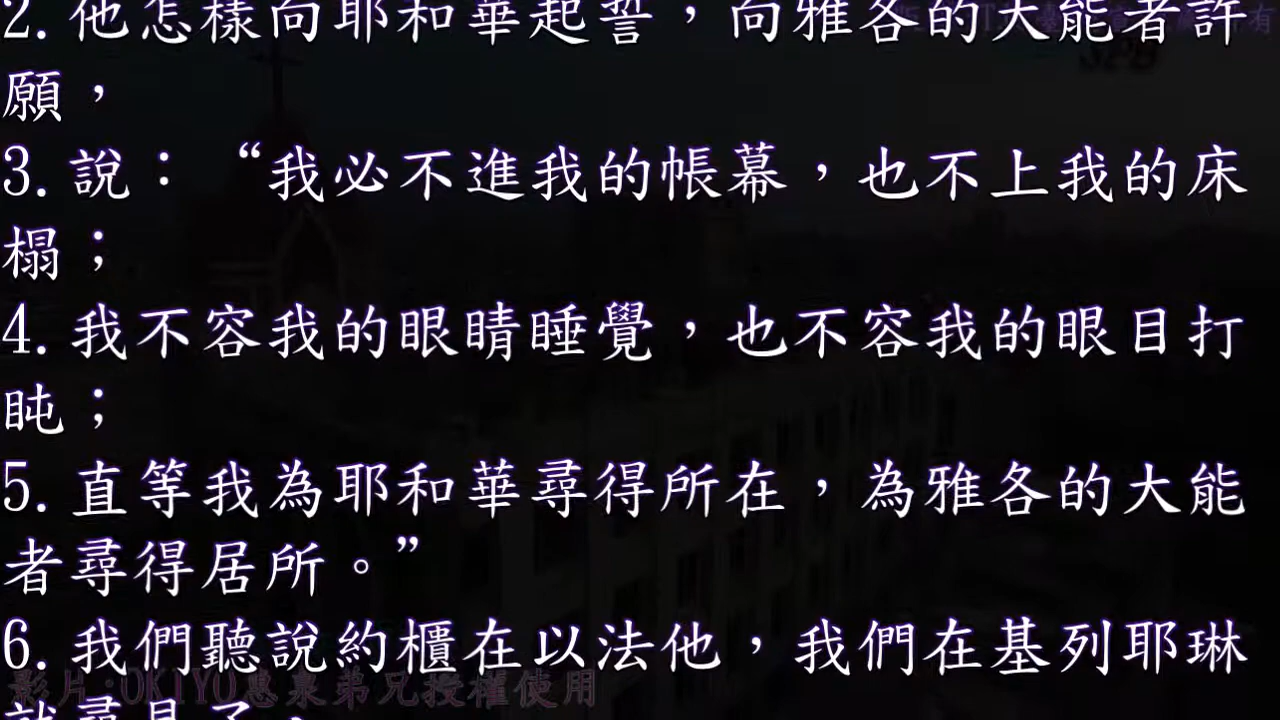 2. 他怎樣向耶和華起誓，向雅各的大能者許
願，
3. 說：“我必不進我的帳幕，也不上我的床
榻；
4. 我不容我的眼睛睡覺，也不容我的眼目打
盹；
5. 直等我為耶和華尋得所在，為雅各的大能
者尋得居所。”
6. 我們聽說約櫃在以法他，我們在基列耶琳
就尋見了，
影片:OKIYO惠泉弟兄授權使用